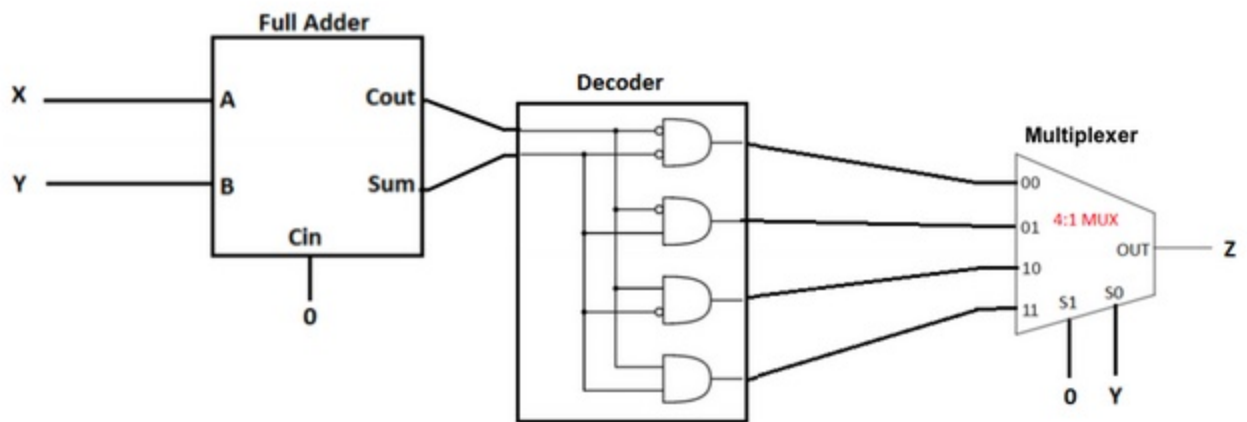 Full Adder
X
A
Cout
Y
B
Sum
Cin
0
Decoder
Multiplexer
00
01
4:1 MUX
10
11
OUT
S1
S0
Z
0
Y